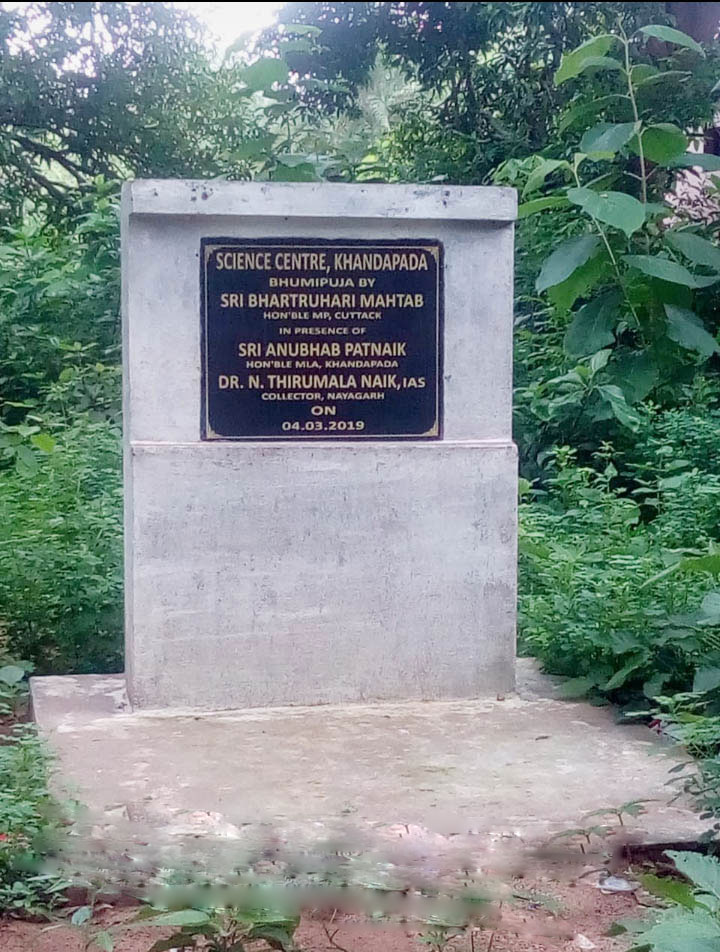 SCIENCE CENTRE, KHANDAPADA
BHUMIPUJA BY
SRI BHARTRUHARI MAHTAB
HON'BLE MP, CUTTACK
IN PRESENCE OF
SRI ANUBHAB PATNAIK
HON'BLE MLA, KHANDAPADA
DR. N. THIRUMALA NAIK, IAS
COLLECTOR, NAYAGARH
ON
04.03.2019